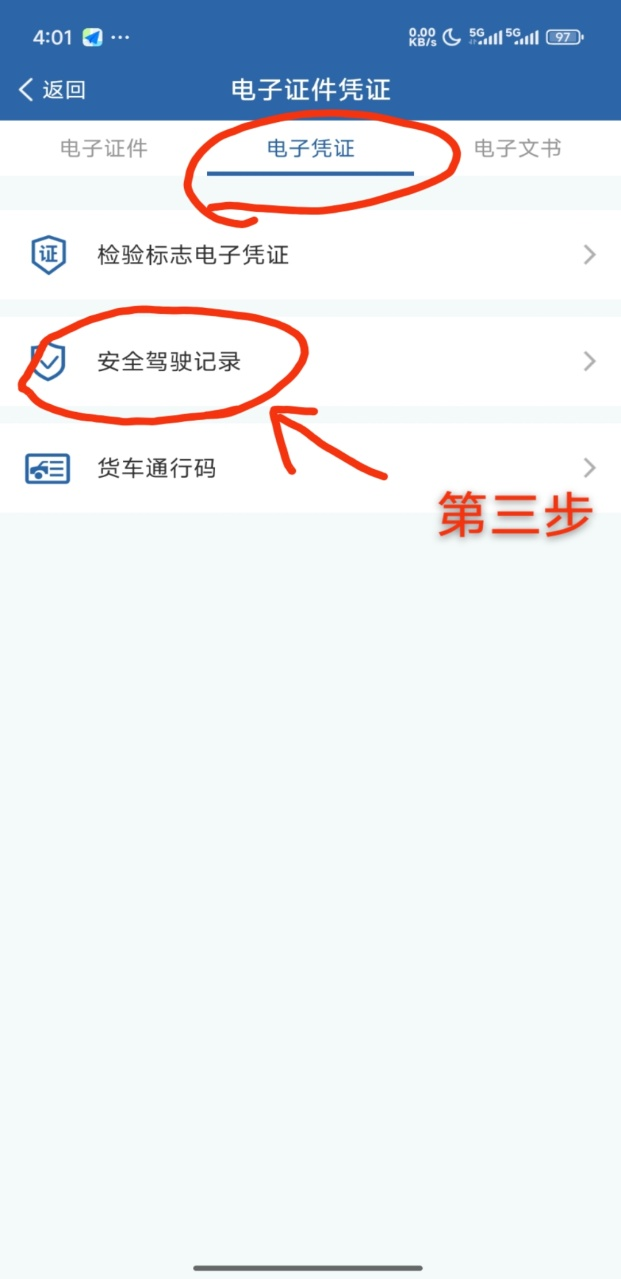 4:01 ... 0.00 KB/s 5G 5G 97
返回 电子证件凭证
电子证件 电子凭证 电子文书
证 检验标志电子凭证
安全驾驶记录
货车通行码
第三步